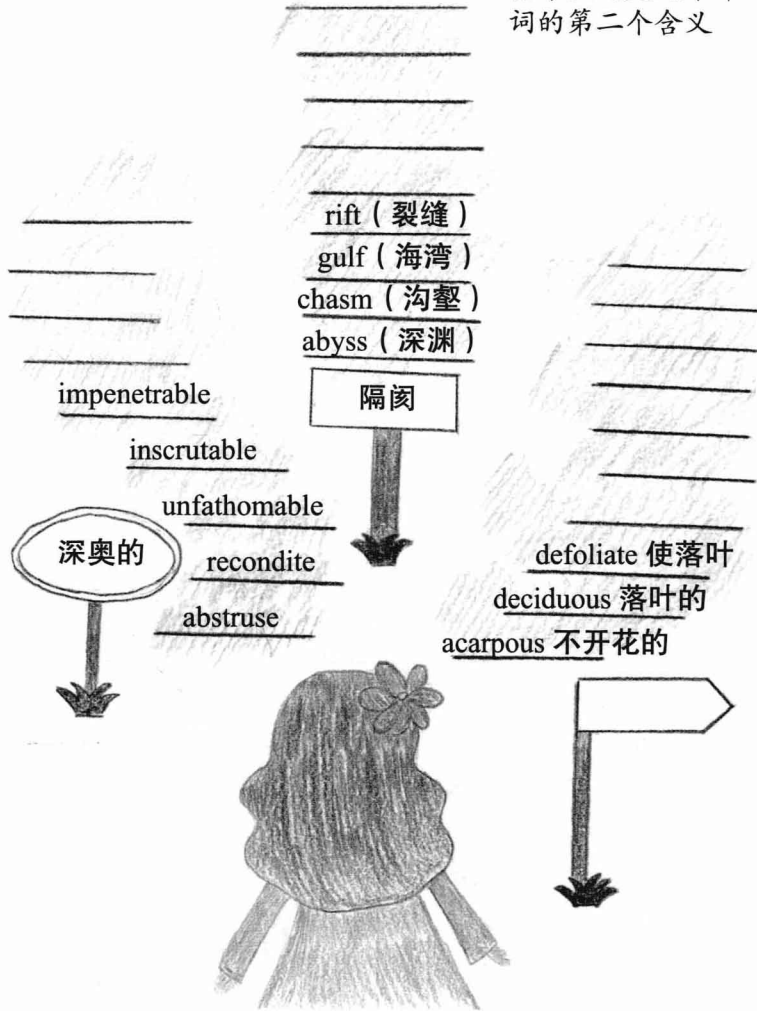 词的第二个含义
rift（裂缝）
gulf（海湾）
chasm（沟壑）
abyss（深渊）
隔阂
impenetrable
inscrutable
unfathomable
recondite
abstruse
深奥的
defoliate 使落叶
deciduous 落叶的
acarpous 不开花的